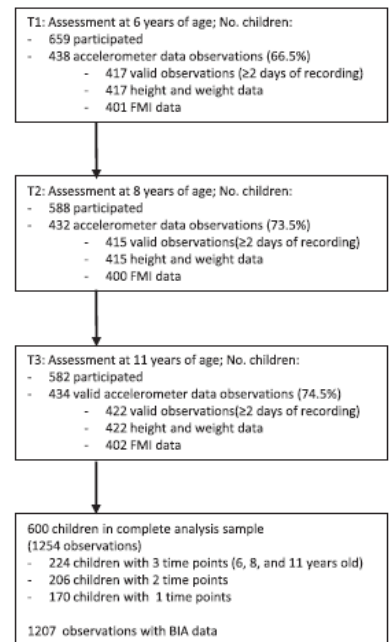 T1: Assessment at 6 years of age; No. children:
- 659 participated
- 438 accelerometer data observations (66.5%)
- 417 valid observations (≥2 days of recording)
- 417 height and weight data
- 401 FMI data
T2: Assessment at 8 years of age; No. children:
- 588 participated
- 432 accelerometer data observations (73.5%)
- 415 valid observations(≥2 days of recording)
- 415 height and weight data
- 400 FMI data
T3: Assessment at 11 years of age; No. children:
- 582 participated
- 434 valid accelerometer data observations (74.5%)
- 422 valid observations(≥2 days of recording)
- 422 height and weight data
- 402 FMI data
600 children in complete analysis sample
(1254 observations)
- 224 children with 3 time points (6, 8, and 11 years old)
- 206 children with 2 time points
- 170 children with 1 time points
1207 observations with BIA data